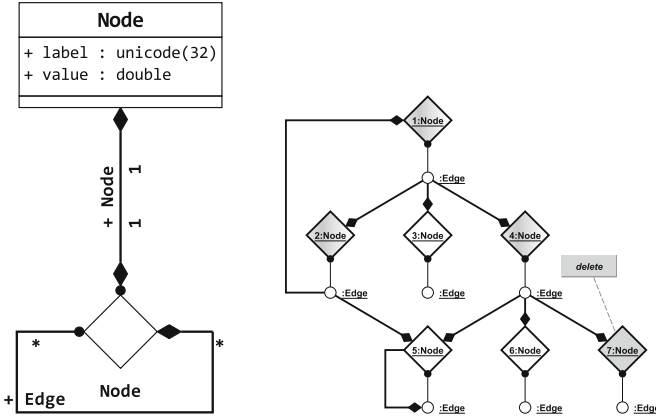 Node
+ label : unicode(32)
+ value : double
+ Node
1
1
*
*
+ Edge
Node
1:Node
:Edge
2:Node
3:Node
4:Node
delete
:Edge
:Edge
:Edge
5:Node
6:Node
7:Node
:Edge
:Edge
:Edge